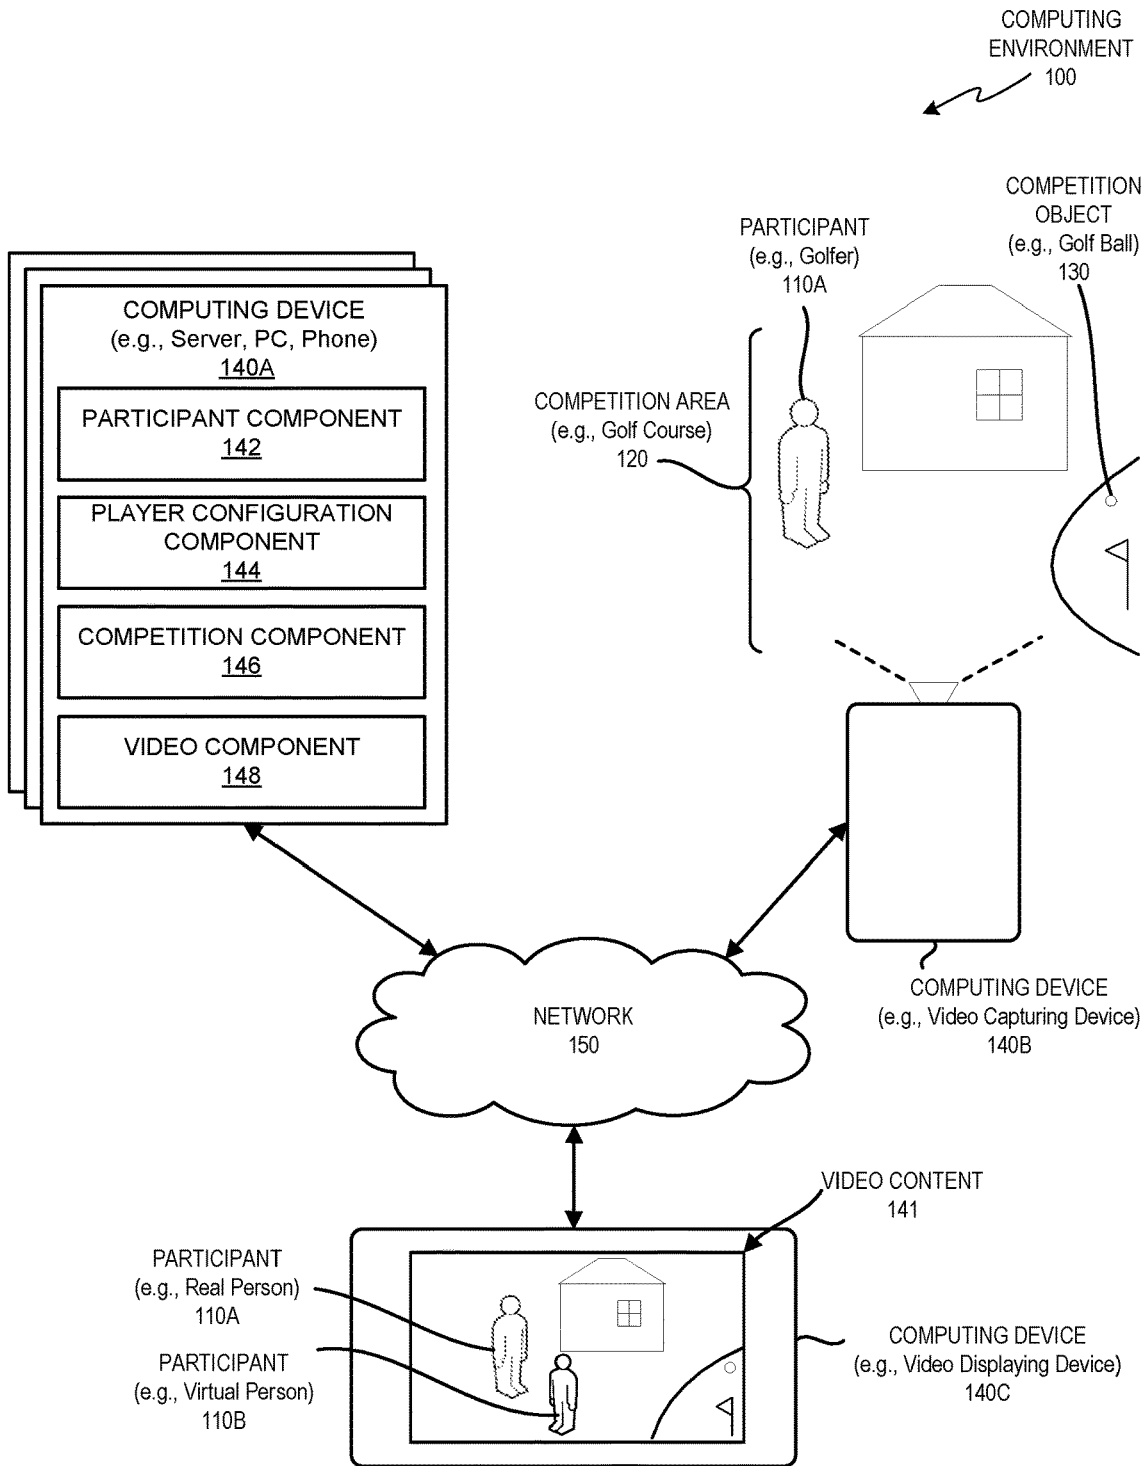 COMPUTING
ENVIRONMENT
100
COMPETITION
OBJECT
(e.g., Golf Ball)
130
PARTICIPANT
(e.g., Golfer)
110A
COMPETITION AREA
(e.g., Golf Course)
120
COMPUTING DEVICE
(e.g., Server, PC, Phone)
140A
PARTICIPANT COMPONENT
142
PLAYER CONFIGURATION
COMPONENT
144
COMPETITION COMPONENT
146
VIDEO COMPONENT
148
COMPUTING DEVICE
(e.g., Video Capturing Device)
140B
NETWORK
150
VIDEO CONTENT
141
PARTICIPANT
(e.g., Real Person)
110A
PARTICIPANT
(e.g., Virtual Person)
110B
COMPUTING DEVICE
(e.g., Video Displaying Device)
140C